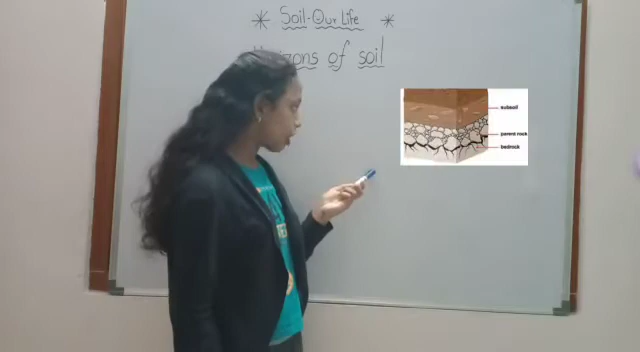 * Soil-Our Life *
of soil
subsoil
parent rock
bedrock